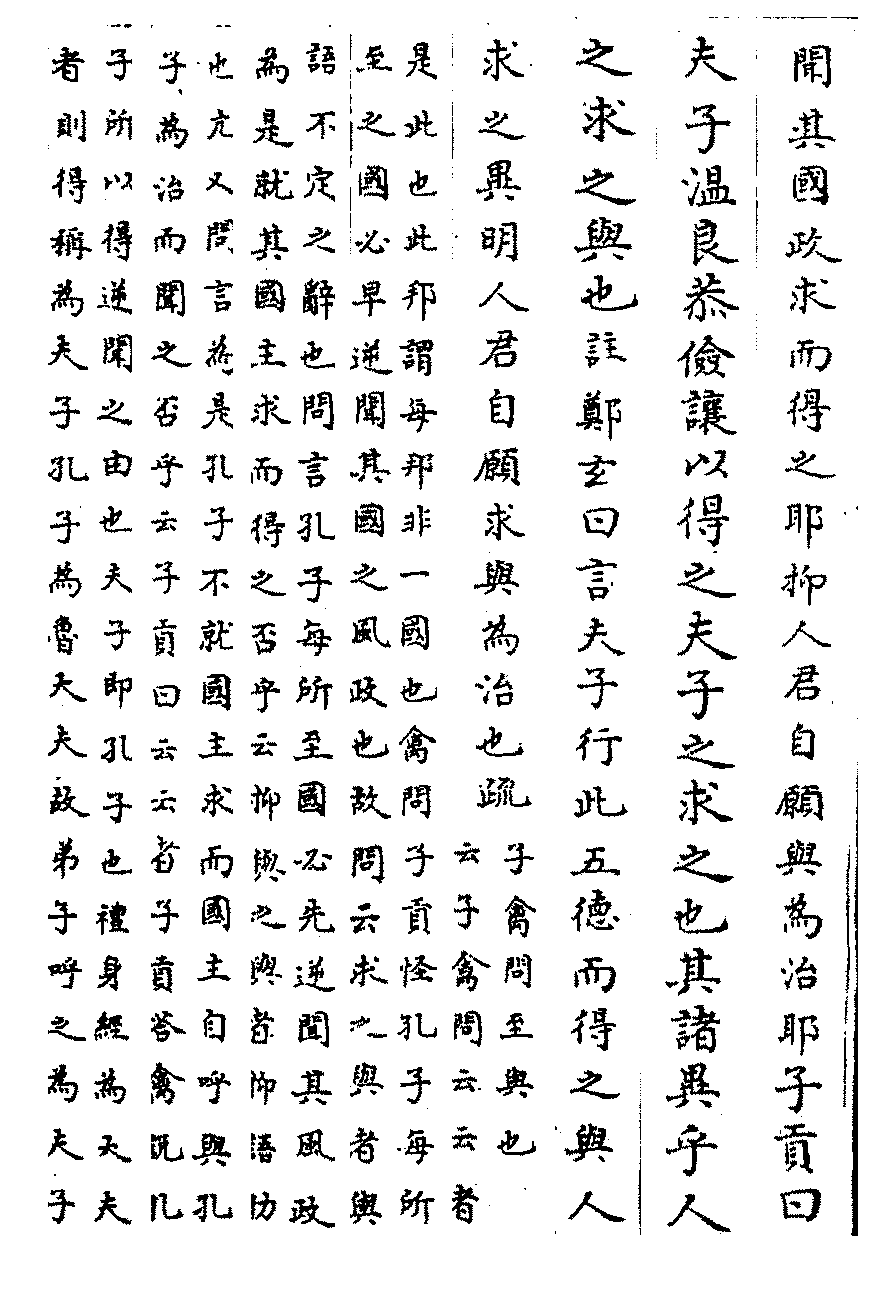 聞其國政求而得之耶抑人君自願與為治耶子貢曰
夫子温良恭儉讓以得之夫子之求之也其諸異乎人
之求之與也註鄭玄曰言夫子行此五徳而得之與人
求之異明人君自願求與為治也疏
子禽問至與也
云子禽問云云者
是此也此邦謂每邦非一國也禽問子貢怪孔子每所
至之國必早逆聞其國之風政也故問云求之與者與
語不定之辭也問言孔子每所至國必先逆聞其風政
為是就其國主求而得之否乎云抑與之與者抑語助
也亢又問言為是孔子不就國主求而國主自呼與孔
子為治而聞之否乎云子貢曰云云者子貢答禽說孔
子所以得逆聞之由也夫子即孔子也禮身經為大夫
者則得稱為夫子孔子為魯大夫故弟子呼之為夫子